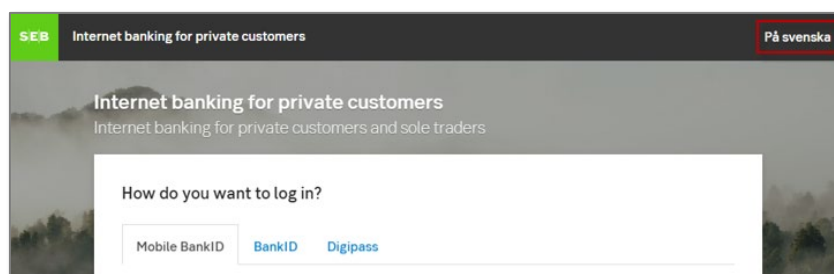 SEB Internet banking for private customers På svenska
Internet banking for private customers
Internet banking for private customers and sole traders
How do you want to log in?
Mobile BankID BankID Digipass